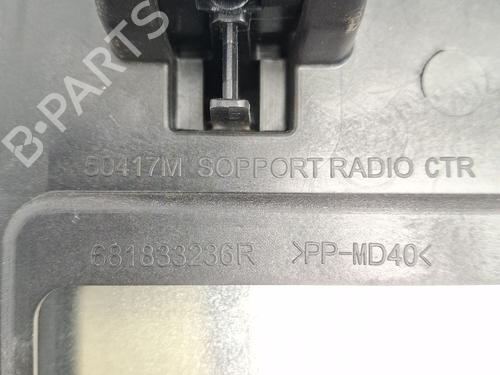 B-PARTS
50417M SOPPORT RADIO CTR
681833236R >PP-MD40<